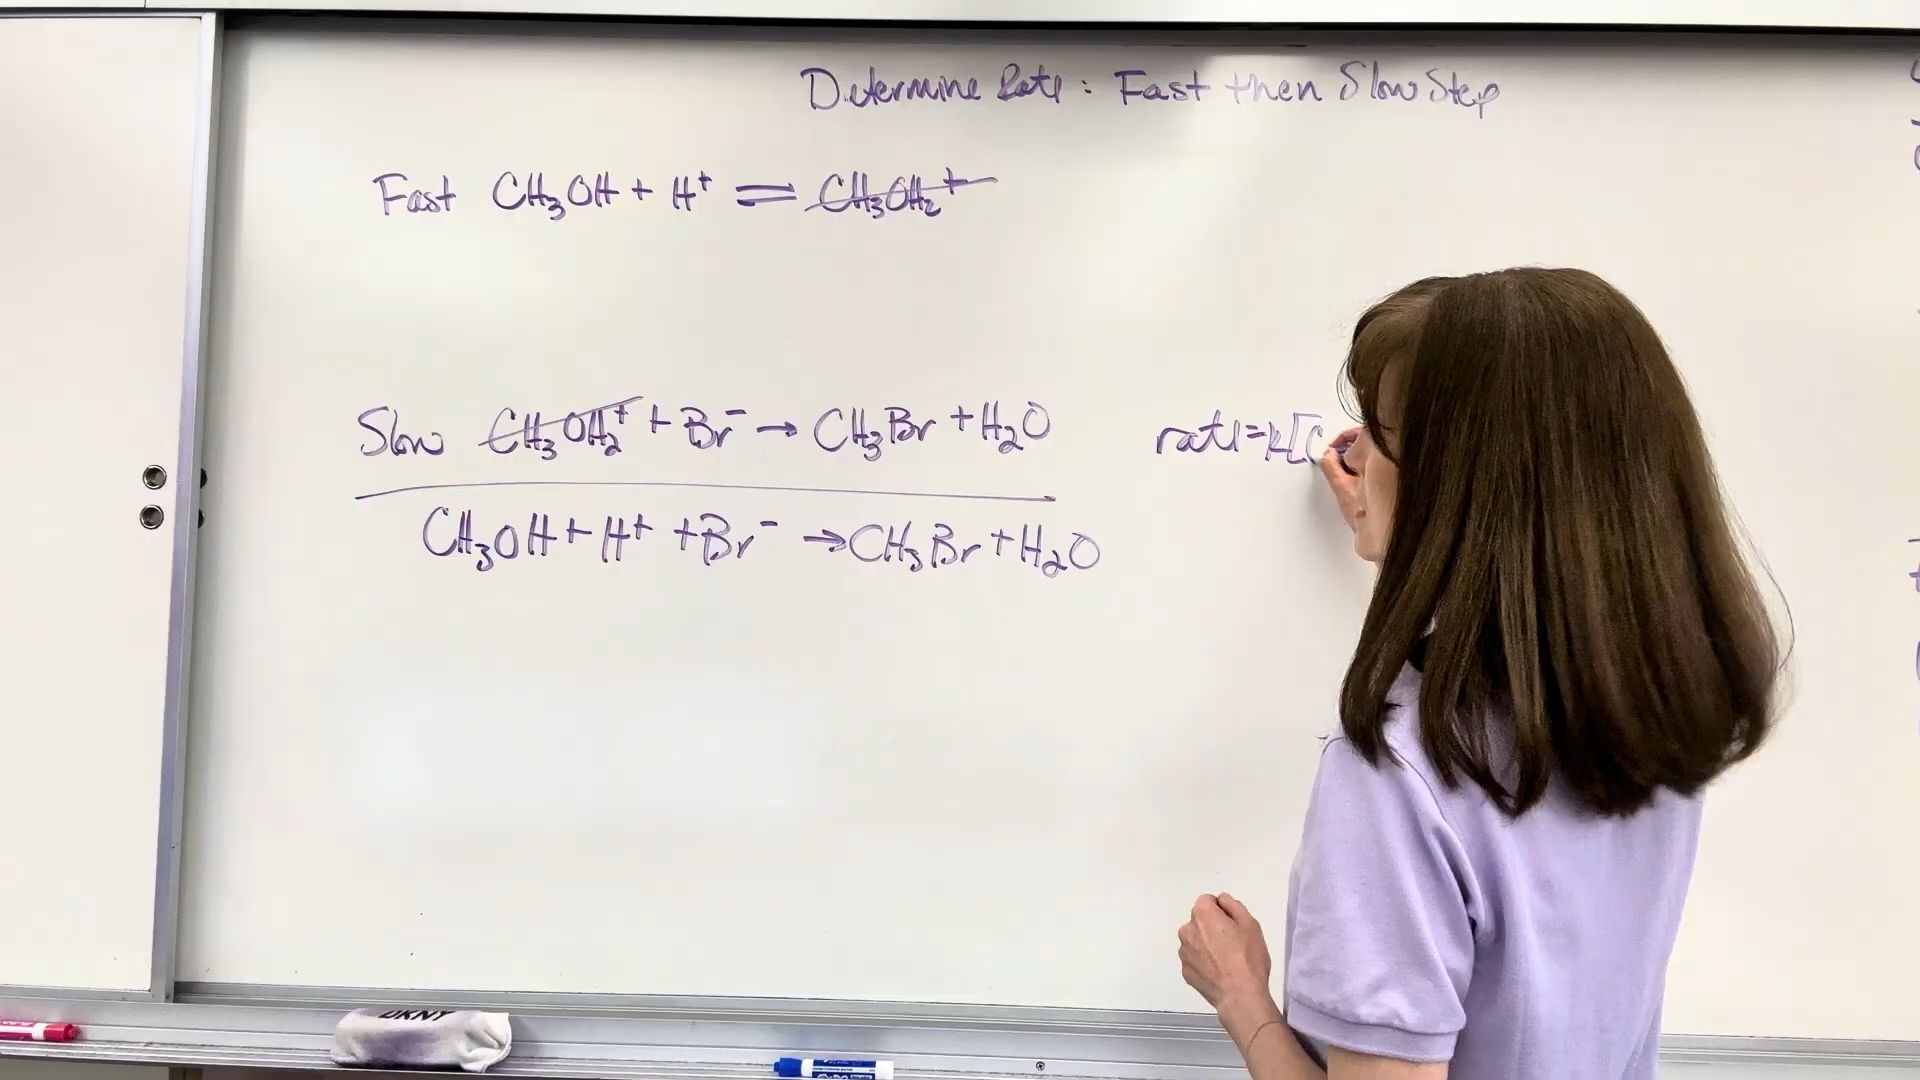 Determine Rate: Fast then Slow Step
Fast CH₃OH + H⁺ ⇌ CH₃OH₂⁺
Slow CH₃OH₂⁺ + Br⁻ → CH₃Br + H₂O
rate=k[C
CH₃OH + H⁺ + Br⁻ → CH₃Br + H₂O
DKNY